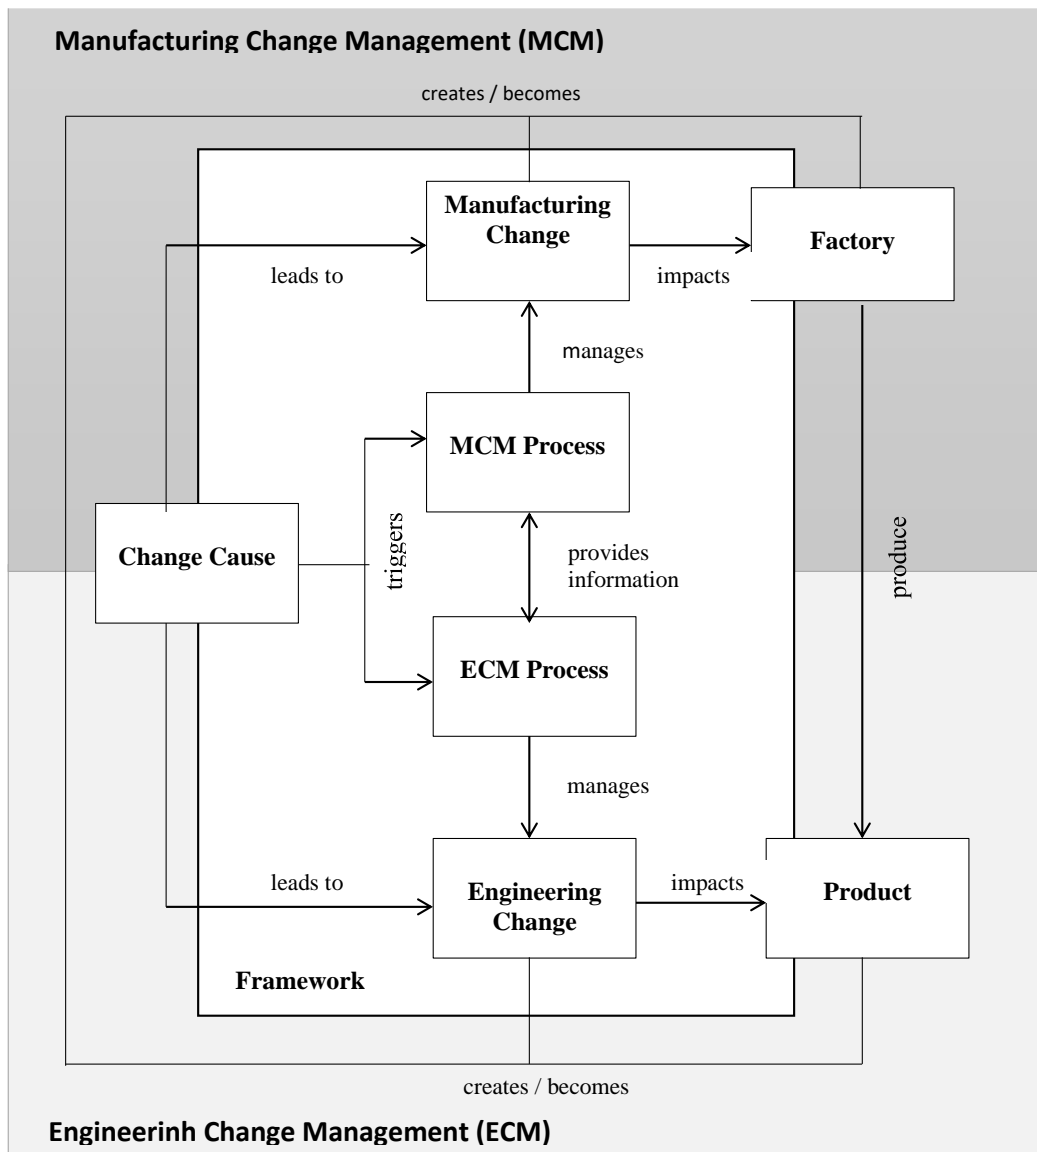 Manufacturing Change Management (MCM)
creates / becomes
Manufacturing
Change
Factory
leads to
impacts
manages
MCM Process
triggers
Change Cause
provides
information
produce
ECM Process
manages
leads to
Engineering
Change
impacts
Product
Framework
creates / becomes
Engineerinh Change Management (ECM)